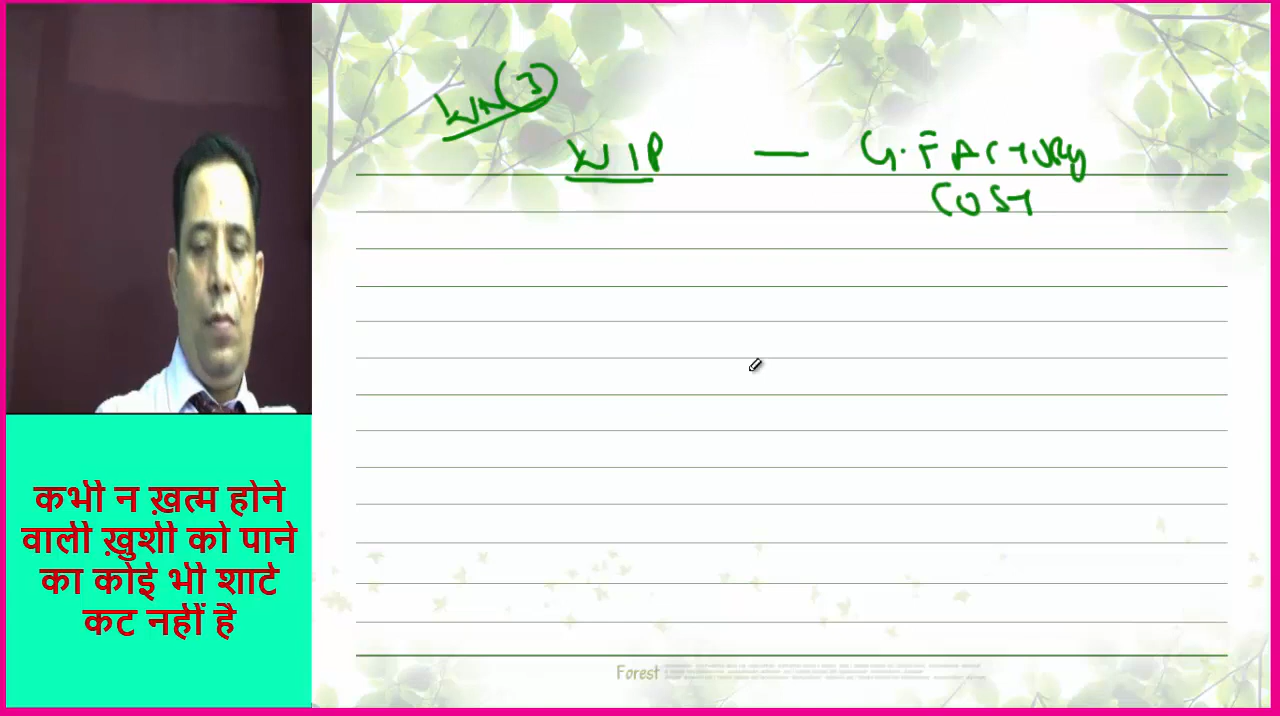 WN(3)
WIP — G.FACTORY
COST
कभी न ख़त्म होने
वाली ख़ुशी को पाने
का कोई भी शार्ट
कट नहीं है
Forest